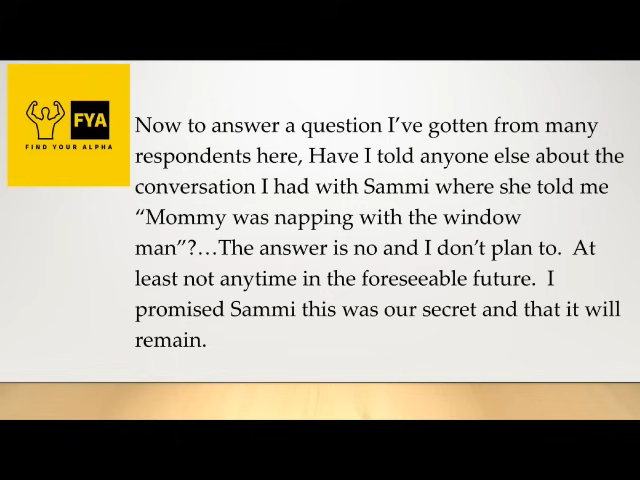 FYA
FIND YOUR ALPHA
Now to answer a question I’ve gotten from many
respondents here, Have I told anyone else about the
conversation I had with Sammi where she told me
“Mommy was napping with the window
man”?…The answer is no and I don’t plan to.  At
least not anytime in the foreseeable future.  I
promised Sammi this was our secret and that it will
remain.